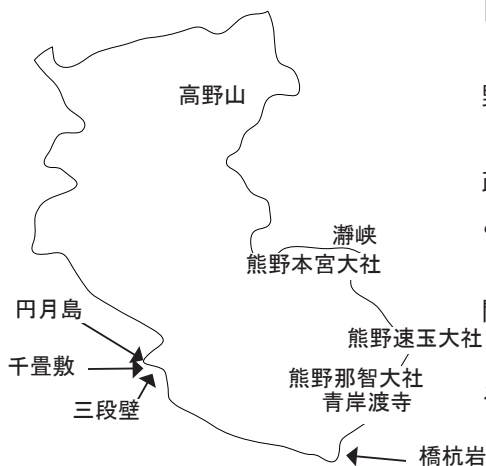 高野山
瀞峡
熊野本宮大社
円月島
熊野速玉大社
千畳敷
熊野那智大社
青岸渡寺
三段壁
橋杭岩